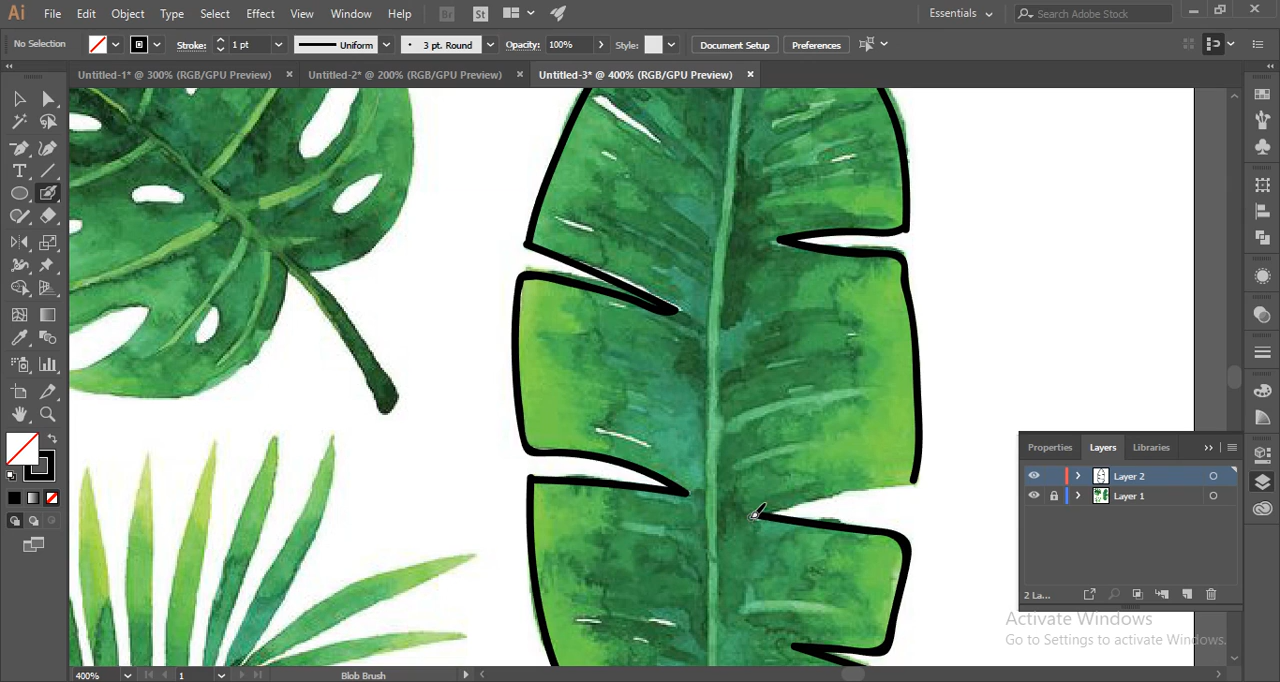 Ai File Edit Object Type Select Effect View Window Help Br St Essentials Search Adobe Stock
No Selection Stroke: 1 pt Uniform 3 pt. Round Opacity: 100% Style: Document Setup Preferences
Untitled-1* @ 300% (RGB/GPU Preview) Untitled-2* @ 200% (RGB/GPU Preview) Untitled-3* @ 400% (RGB/GPU Preview)
Properties Layers Libraries
Layer 2
Layer 1
2 La...
Activate Windows
Go to Settings to activate Windows.
400% 1 Blob Brush